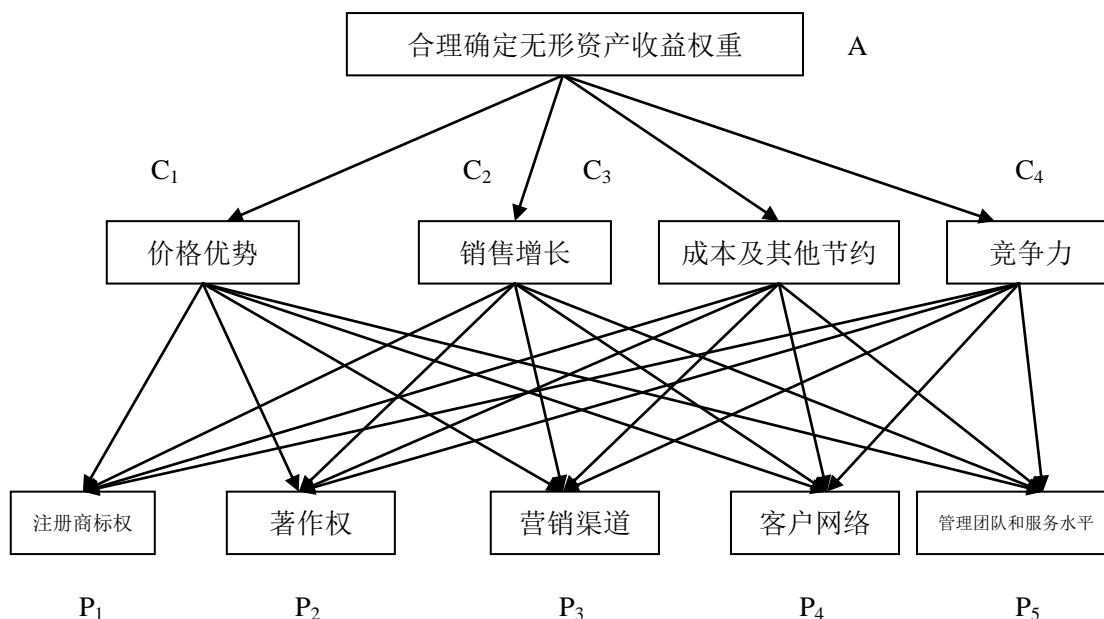 合理确定无形资产收益权重
A
C₁
C₂
C₃
C₄
价格优势
销售增长
成本及其他节约
竞争力
注册商标权
著作权
营销渠道
客户网络
管理团队和服务水平
P₁
P₂
P₃
P₄
P₅